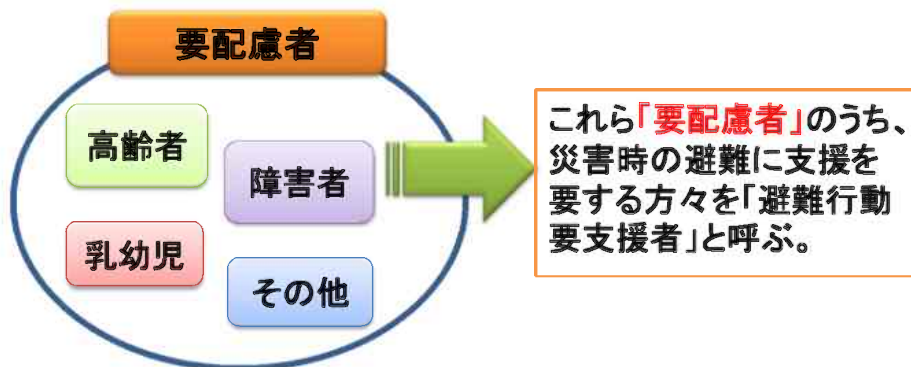 要配慮者
高齢者
障害者
乳幼児
その他
これら「要配慮者」のうち、
災害時の避難に支援を
要する方々を「避難行動
要支援者」と呼ぶ。